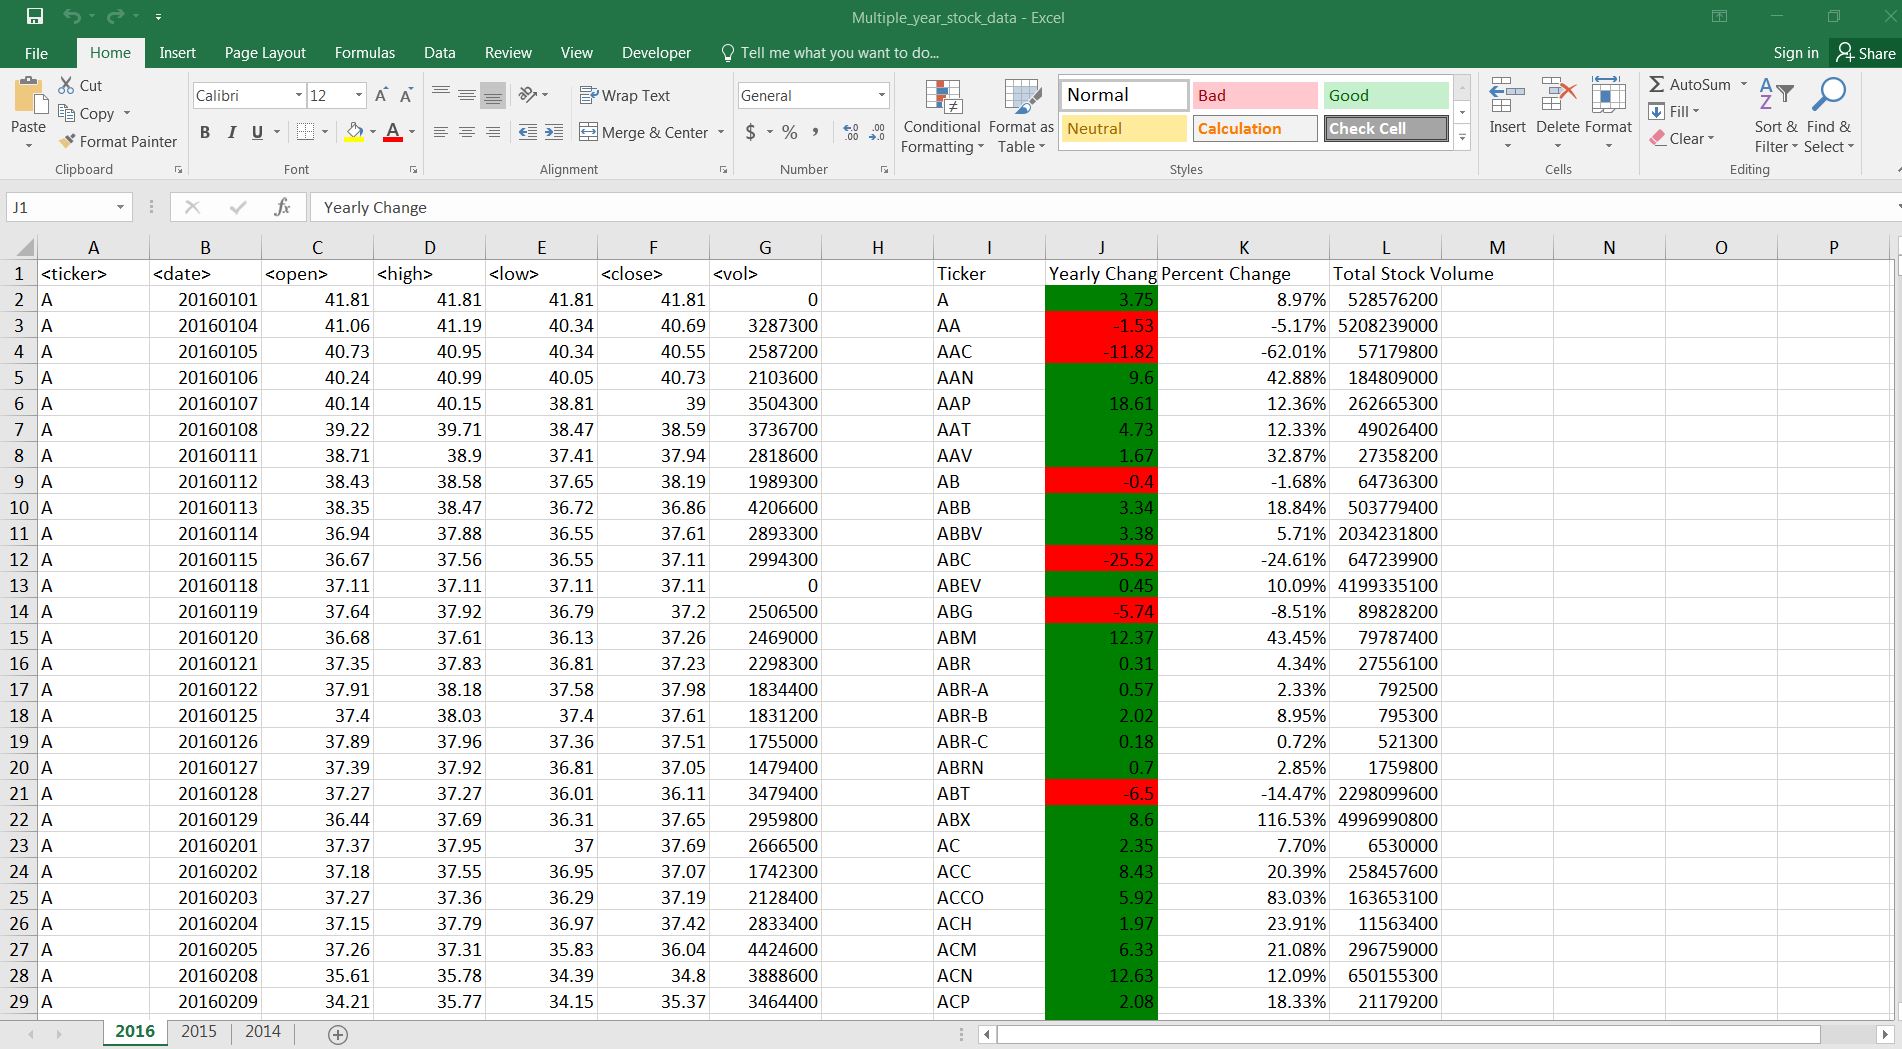 Multiple_year_stock_data - Excel
File Home Insert Page Layout Formulas Data Review View Developer Tell me what you want to do... Sign in Share
Paste
Cut
Copy
Format Painter
Clipboard
Calibri 12
B I U A
Font
Wrap Text
Merge & Center
Alignment
General
$ % ,
Number
Conditional Formatting
Format as Table
Normal Bad Good
Neutral Calculation Check Cell
Styles
Insert Delete Format
Cells
AutoSum
Fill
Clear
Sort & Filter
Find & Select
Editing
J1 fx Yearly Change
A B C D E F G H I J K L M N O P
1 <ticker> <date> <open> <high> <low> <close> <vol> Ticker Yearly Chang Percent Change Total Stock Volume
2 A 20160101 41.81 41.81 41.81 41.81 0 A 3.75 8.97% 528576200
3 A 20160104 41.06 41.19 40.34 40.69 3287300 AA -1.53 -5.17% 5208239000
4 A 20160105 40.73 40.95 40.34 40.55 2587200 AAC -11.82 -62.01% 57179800
5 A 20160106 40.24 40.99 40.05 40.73 2103600 AAN 9.6 42.88% 184809000
6 A 20160107 40.14 40.15 38.81 39 3504300 AAP 18.61 12.36% 262665300
7 A 20160108 39.22 39.71 38.47 38.59 3736700 AAT 4.73 12.33% 49026400
8 A 20160111 38.71 38.9 37.41 37.94 2818600 AAV 1.67 32.87% 27358200
9 A 20160112 38.43 38.58 37.65 38.19 1989300 AB -0.4 -1.68% 64736300
10 A 20160113 38.35 38.47 36.72 36.86 4206600 ABB 3.34 18.84% 503779400
11 A 20160114 36.94 37.88 36.55 37.61 2893300 ABBV 3.38 5.71% 2034231800
12 A 20160115 36.67 37.56 36.55 37.11 2994300 ABC -25.52 -24.61% 647239900
13 A 20160118 37.11 37.11 37.11 37.11 0 ABEV 0.45 10.09% 4199335100
14 A 20160119 37.64 37.92 36.79 37.2 2506500 ABG -5.74 -8.51% 89828200
15 A 20160120 36.68 37.61 36.13 37.26 2469000 ABM 12.37 43.45% 79787400
16 A 20160121 37.35 37.83 36.81 37.23 2298300 ABR 0.31 4.34% 27556100
17 A 20160122 37.91 38.18 37.58 37.98 1834400 ABR-A 0.57 2.33% 792500
18 A 20160125 37.4 38.03 37.4 37.61 1831200 ABR-B 2.02 8.95% 795300
19 A 20160126 37.89 37.96 37.36 37.51 1755000 ABR-C 0.18 0.72% 521300
20 A 20160127 37.39 37.92 36.81 37.05 1479400 ABRN 0.7 2.85% 1759800
21 A 20160128 37.27 37.27 36.01 36.11 3479400 ABT -6.5 -14.47% 2298099600
22 A 20160129 36.44 37.69 36.31 37.65 2959800 ABX 8.6 116.53% 4996990800
23 A 20160201 37.37 37.95 37 37.69 2666500 AC 2.35 7.70% 6530000
24 A 20160202 37.18 37.55 36.95 37.07 1742300 ACC 8.43 20.39% 258457600
25 A 20160203 37.27 37.36 36.29 37.19 2128400 ACCO 5.92 83.03% 163653100
26 A 20160204 37.15 37.79 36.97 37.42 2833400 ACH 1.97 23.91% 11563400
27 A 20160205 37.26 37.31 35.83 36.04 4424600 ACM 6.33 21.08% 296759000
28 A 20160208 35.61 35.78 34.39 34.8 3888600 ACN 12.63 12.09% 650155300
29 A 20160209 34.21 35.77 34.15 35.37 3464400 ACP 2.08 18.33% 21179200
2016 2015 2014